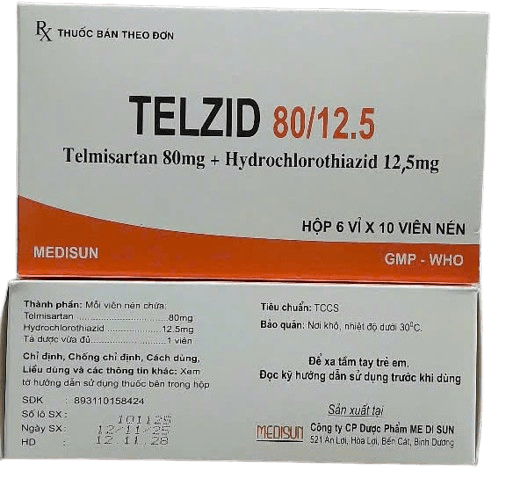 Rx THUỐC BÁN THEO ĐƠN
TELZID 80/12.5
Telmisartan 80mg + Hydrochlorothiazid 12,5mg
HỘP 6 VỈ X 10 VIÊN NÉN
MEDISUN
GMP - WHO
Thành phần: Mỗi viên nén chứa:
Telmisartan ................................80mg
Hydrochlorothiazid ....................12.5mg
Tá dược vừa đủ.........................1 viên
Chỉ định, Chống chỉ định, Cách dùng,
Liều dùng và các thông tin khác: Xem
tờ hướng dẫn sử dụng thuốc bên trong hộp
SDK : 893110158424
Số lô SX : 101125
Ngày SX: 12/11/25
HD : 12.11.28
Tiêu chuẩn: TCCS
Bảo quản: Nơi khô, nhiệt độ dưới 30°C.
Để xa tầm tay trẻ em.
Đọc kỹ hướng dẫn sử dụng trước khi dùng
Sản xuất tại
MEDISUN Công ty CP Dược Phẩm ME DI SUN
521 An Lợi, Hòa Lợi, Bến Cát, Bình Dương